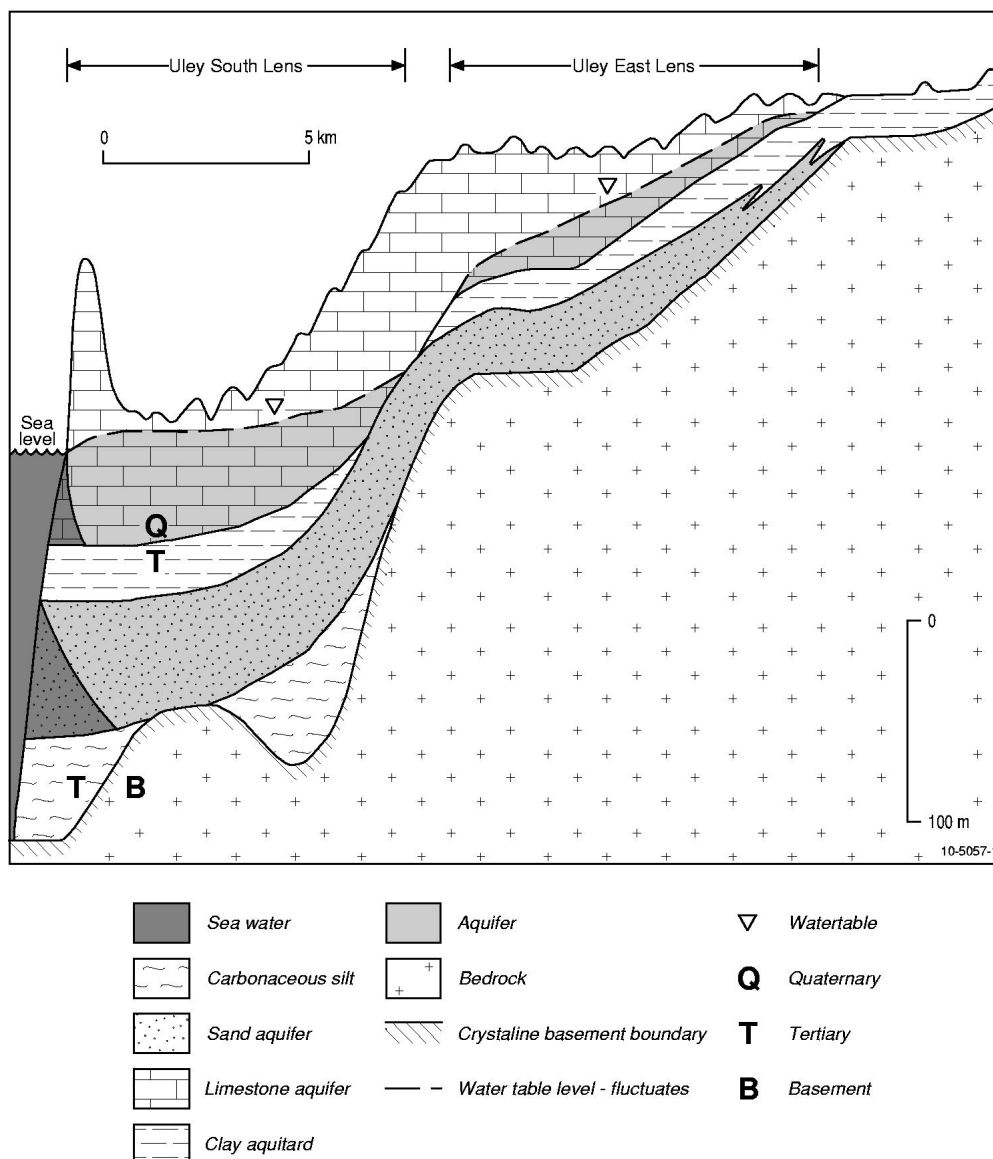 Uley South Lens
Uley East Lens
0
5 km
Sea
level
Q
T
0
T
B
100 m
10-5057-1
Sea water
Aquifer
Watertable
Carbonaceous silt
Bedrock
Q
Quaternary
Sand aquifer
Crystaline basement boundary
T
Tertiary
Limestone aquifer
Water table level - fluctuates
B
Basement
Clay aquitard